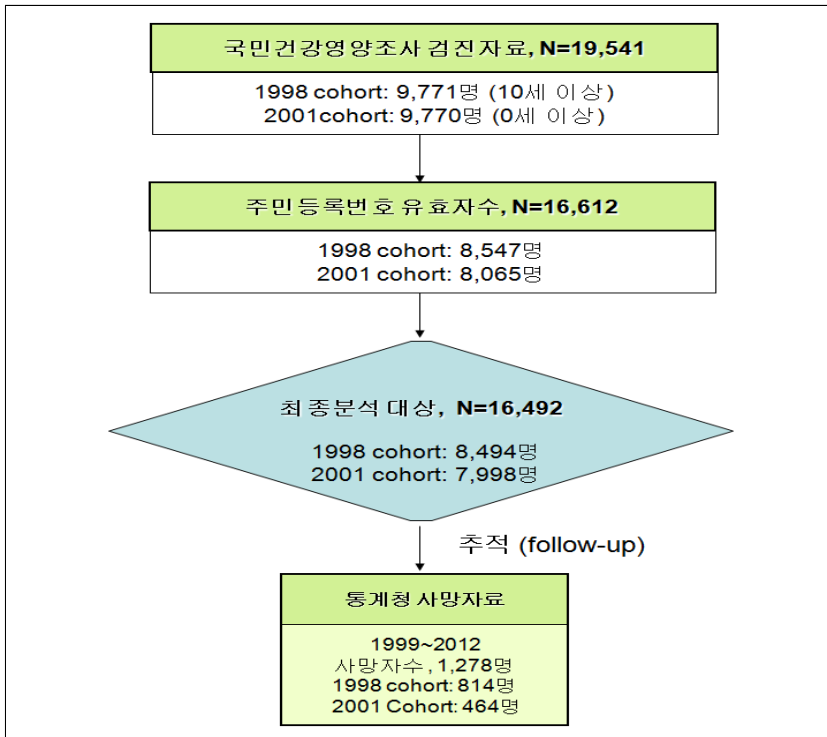 국민건강영양조사 검진자료, N=19,541
1998 cohort: 9,771명 (10세 이상)
2001cohort: 9,770명 (0세 이상)
주민등록번호 유효자수, N=16,612
1998 cohort: 8,547명
2001 cohort: 8,065명
최종분석 대상, N=16,492
1998 cohort: 8,494명
2001 cohort: 7,998명
추적 (follow-up)
통계청 사망자료
1999~2012
사망자수, 1,278명
1998 cohort: 814명
2001 Cohort: 464명